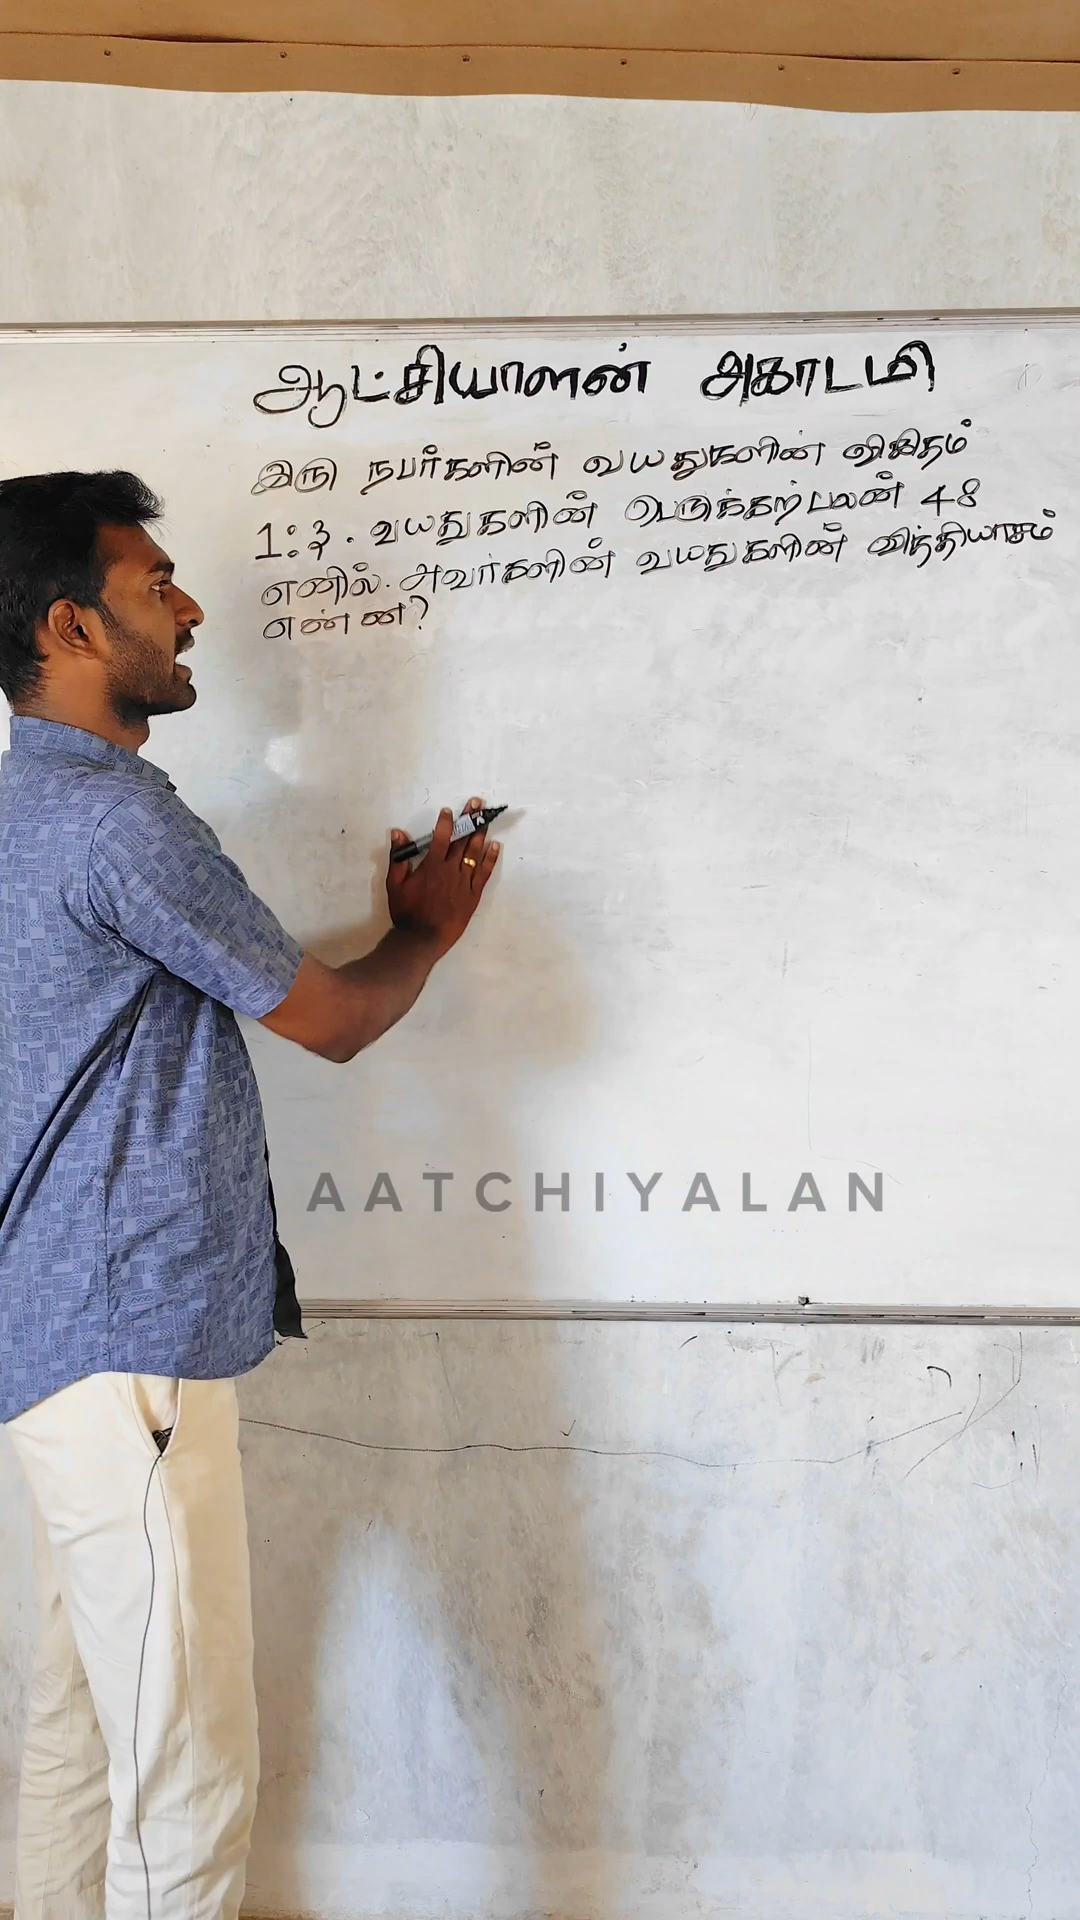 ஆட்சியாளன் அகாடமி
இரு நபர்களின் வயதுகளின் விகிதம்
1:3. வயதுகளின் பெருக்கற்பலன் 48
எனில். அவர்களின் வயதுகளின் வித்தியாசம்
என்ன?
AATCHIYALAN